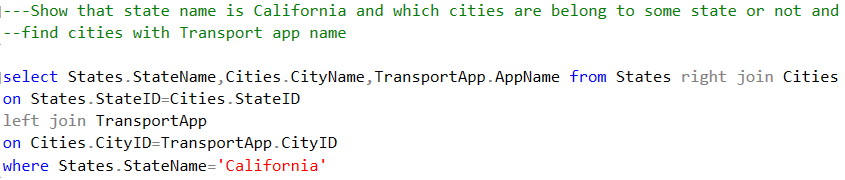 ---Show that state name is California and which cities are belong to some state or not and
--find cities with Transport app name
select States.StateName,Cities.CityName,TransportApp.AppName from States right join Cities
on States.StateID=Cities.StateID
left join TransportApp
on Cities.CityID=TransportApp.CityID
where States.StateName='California'